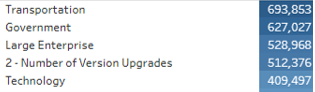 Transportation 693,853
Government 627,027
Large Enterprise 528,968
2 - Number of Version Upgrades 512,376
Technology 409,497